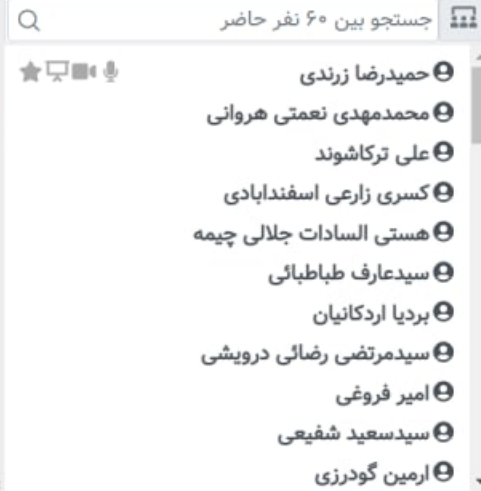 جستجو بین ۶۰ نفر حاضر
حمیدرضا زرندی
محمدمهدی نعمتی هروانی
علی ترکاشوند
کسری زارعی اسفندابادی
هستی السادات جلالی چیمه
سیدعارف طباطبائی
بردیا اردکانیان
سیدمرتضی رضائی درویشی
امیر فروغی
سیدسعید شفیعی
ارمین گودرزی